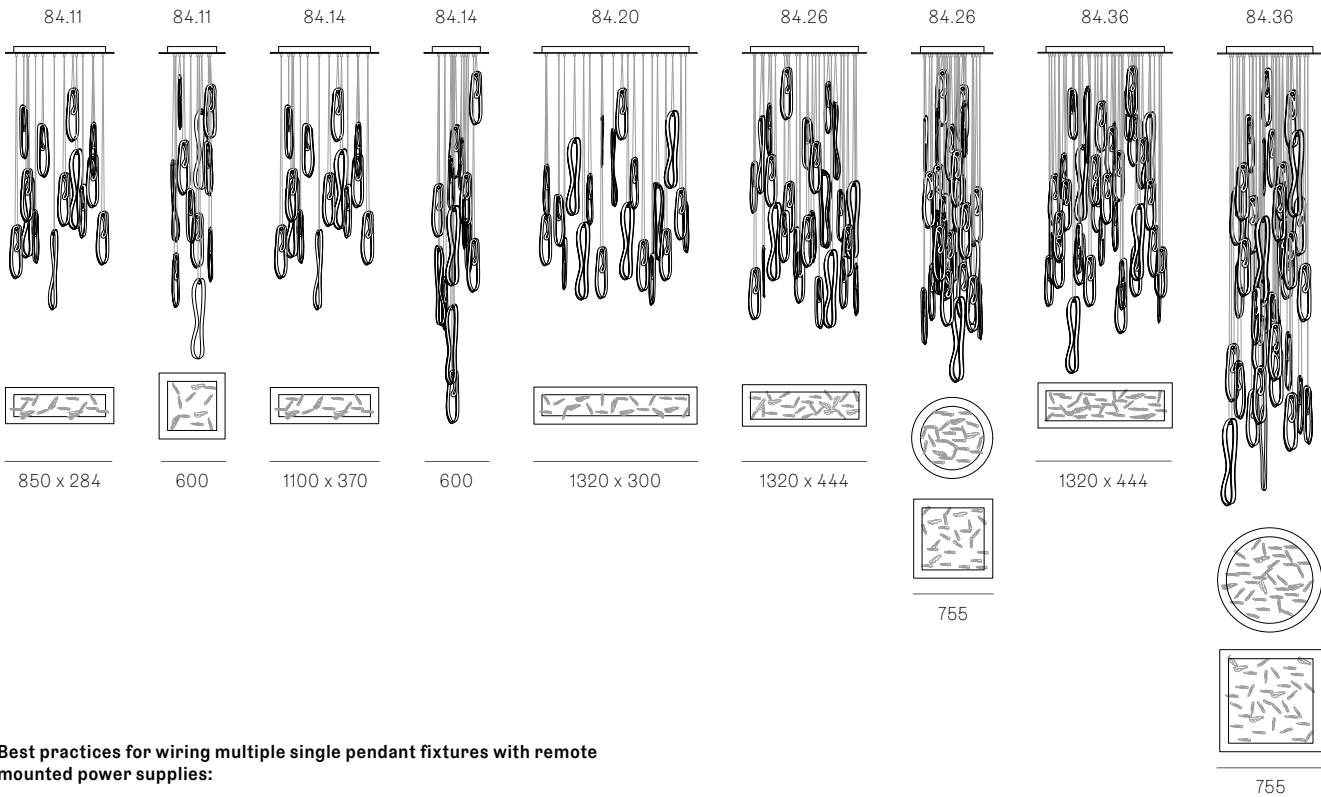 84.11 84.11 84.14 84.14 84.20 84.26 84.26 84.36 84.36
850 x 284 600 1100 x 370 600 1320 x 300 1320 x 444 1320 x 444
755
Best practices for wiring multiple single pendant fixtures with remote
mounted power supplies:
755